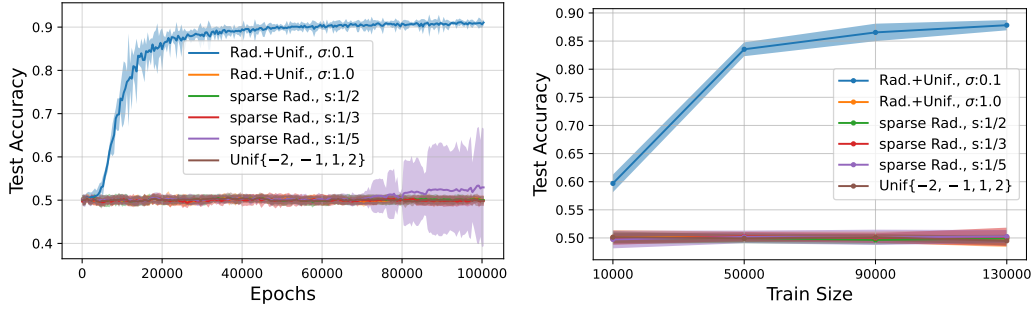 Test Accuracy
0.9
0.8
0.7
0.6
0.5
0.4
Rad.+Unif., σ:0.1
Rad.+Unif., σ:1.0
sparse Rad., s:1/2
sparse Rad., s:1/3
sparse Rad., s:1/5
Unif{−2, −1, 1, 2}
0 20000 40000 60000 80000 100000
Epochs
Test Accuracy
0.90
0.85
0.80
0.75
0.70
0.65
0.60
0.55
0.50
Rad.+Unif., σ:0.1
Rad.+Unif., σ:1.0
sparse Rad., s:1/2
sparse Rad., s:1/3
sparse Rad., s:1/5
Unif{−2, −1, 1, 2}
10000 50000 90000 130000
Train Size